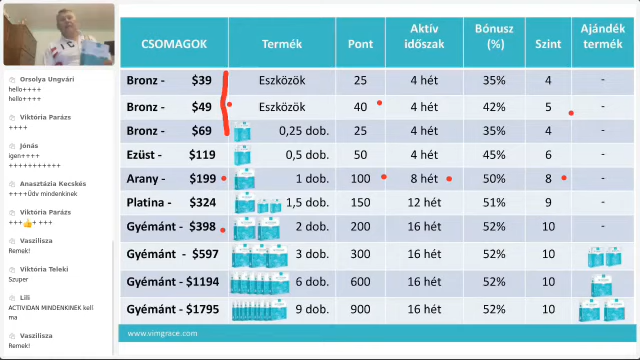 Orsolya Ungvári
hello++++
hello++++
Viktória Parázs
++++
Jónás
igen++++
+++++++++++
Anasztázia Kecskés
++++Üdv mindenkinek
Viktória Parázs
+++👍+ +++
Vaszilisza
Remek!
Viktória Teleki
Szuper
Lili
ACTIVIDAN MINDENKINEK kell
ma
Vaszilisza
Remek!
CSOMAGOK Termék Pont Aktív időszak Bónusz (%) Szint Ajándék termék
Bronz - $39 Eszközök 25 4 hét 35% 4 -
Bronz - $49 Eszközök 40 4 hét 42% 5 -
Bronz - $69 0,25 dob. 25 4 hét 35% 4 -
Ezüst - $119 0,5 dob. 50 4 hét 45% 6 -
Arany - $199 1 dob. 100 8 hét 50% 8 -
Platina - $324 1,5 dob. 150 12 hét 51% 9 -
Gyémánt - $398 2 dob. 200 16 hét 52% 10 -
Gyémánt - $597 3 dob. 300 16 hét 52% 10
Gyémánt - $1194 6 dob. 600 16 hét 52% 10
Gyémánt - $1795 9 dob. 900 16 hét 52% 10
www.vimgrace.com